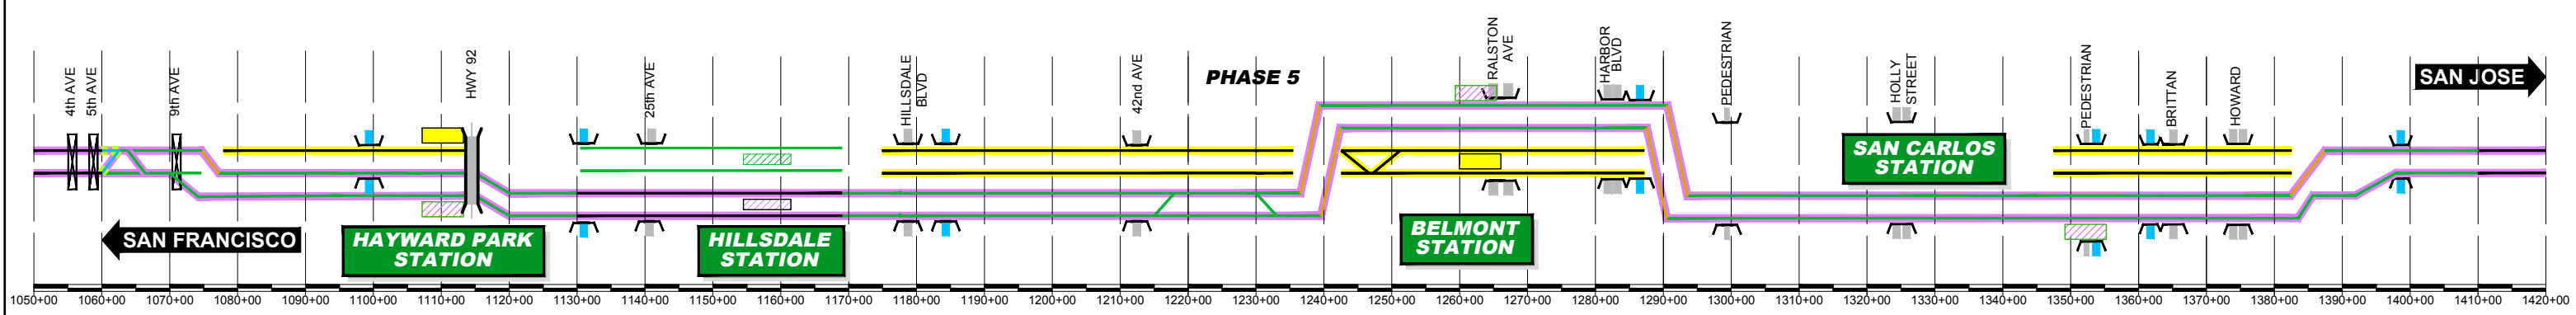 4th AVE
5th AVE
9th AVE
HWY 92
25th AVE
HILLSDALE
BLVD
42nd AVE
PHASE 5
RALSTON
AVE
HARBOR
BLVD
PEDESTRIAN
HOLLY
STREET
PEDESTRIAN
BRITTAN
HOWARD
SAN JOSE
SAN CARLOS
STATION
SAN FRANCISCO
HAYWARD PARK
STATION
HILLSDALE
STATION
BELMONT
STATION
1050+00 1060+00 1070+00 1080+00 1090+00 1100+00 1110+00 1120+00 1130+00 1140+00 1150+00 1160+00 1170+00 1180+00 1190+00 1200+00 1210+00 1220+00 1230+00 1240+00 1250+00 1260+00 1270+00 1280+00 1290+00 1300+00 1310+00 1320+00 1330+00 1340+00 1350+00 1360+00 1370+00 1380+00 1390+00 1400+00 1410+00 1420+00